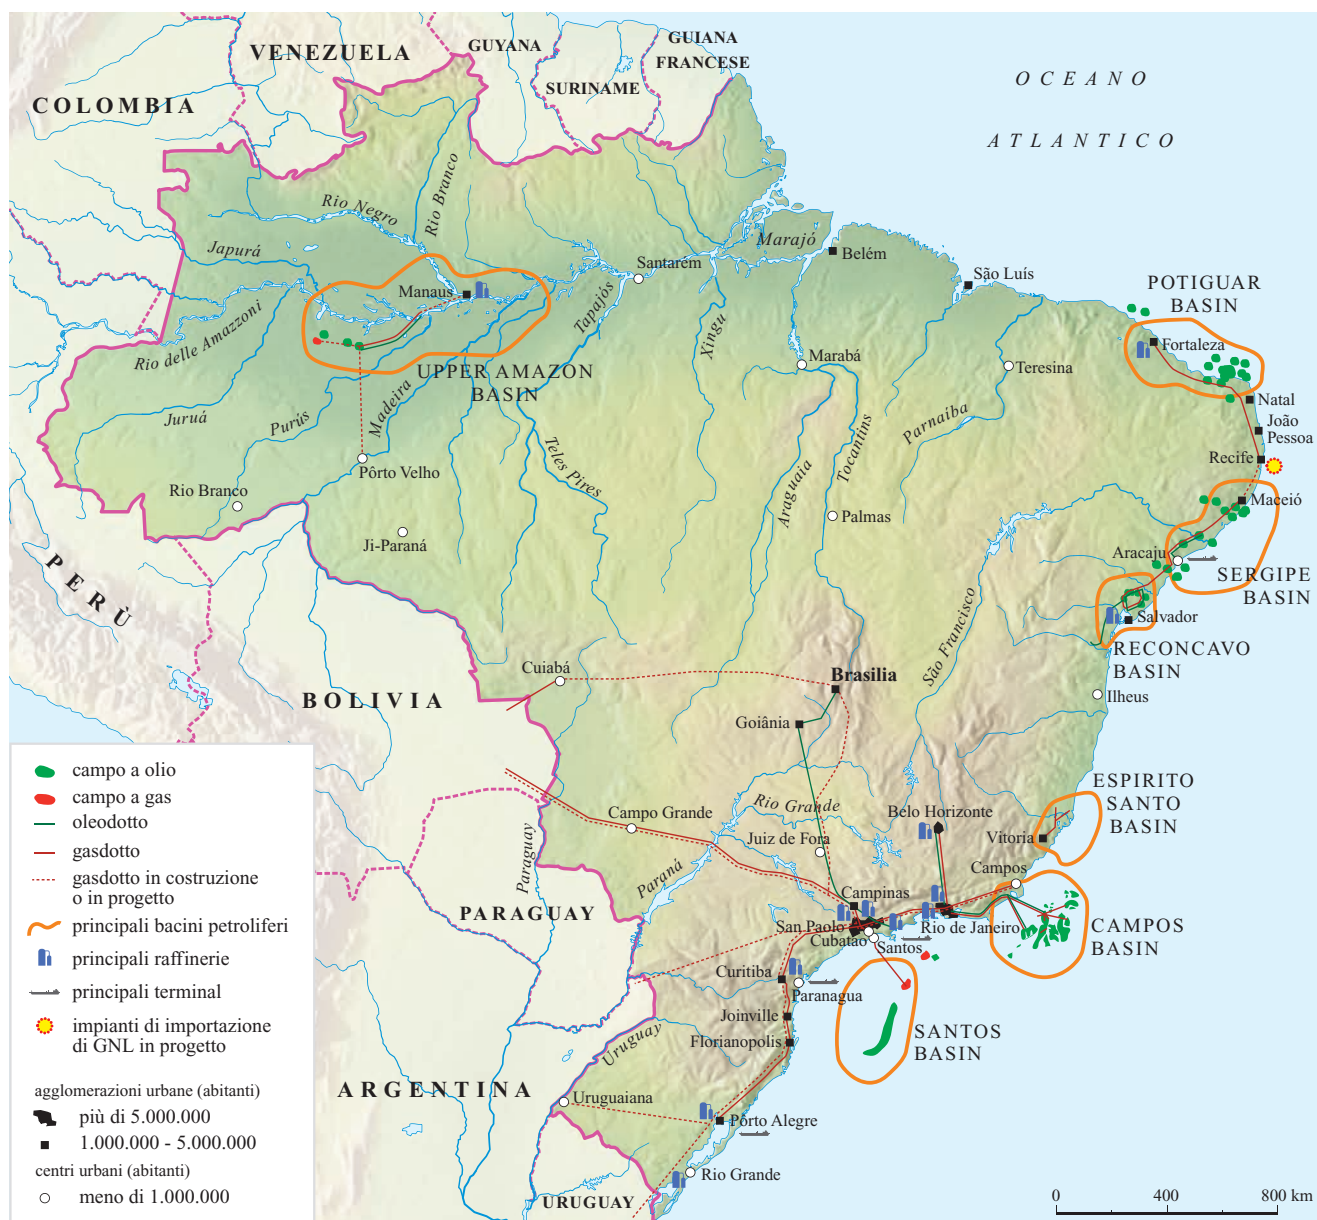 VENEZUELA
GUYANA
GUIANA
FRANCESE
SURINAME
COLOMBIA
OCEANO
ATLANTICO
Rio Branco
Rio Negro
Japurá
Marajó
Belém
Santarém
São Luís
Manaus
POTIGUAR
BASIN
Rio delle Amazzoni
Tapajós
Xingu
Fortaleza
UPPER AMAZON
BASIN
Marabá
Teresina
Natal
João
Pessoa
Juruá
Purús
Madeira
Parnaíba
Tocantins
Araguaia
Teles Pires
Recife
Pôrto Velho
Rio Branco
Maceió
Palmas
Ji-Paraná
Aracaju
SERGIPE
BASIN
PERÙ
São Francisco
Salvador
RECONCAVO
BASIN
Cuiabá
Brasilia
BOLIVIA
Ilheus
Goiânia
ESPIRITO
SANTO
BASIN
Campo Grande
Rio Grande
Belo Horizonte
Juiz de Fora
Vitoria
Paraguay
Paraná
Campos
Campinas
PARAGUAY
San Paolo
Rio de Janeiro
CAMPOS
BASIN
Cubatão
Santos
Curitiba
Paranagua
Joinville
Florianopolis
SANTOS
BASIN
Uruguay
ARGENTINA
Uruguaiana
Pôrto Alegre
Rio Grande
URUGUAY
campo a olio
campo a gas
oleodotto
gasdotto
gasdotto in costruzione
o in progetto
principali bacini petroliferi
principali raffinerie
principali terminal
impianti di importazione
di GNL in progetto
agglomerazioni urbane (abitanti)
più di 5.000.000
1.000.000 - 5.000.000
centri urbani (abitanti)
meno di 1.000.000
0 400 800 km